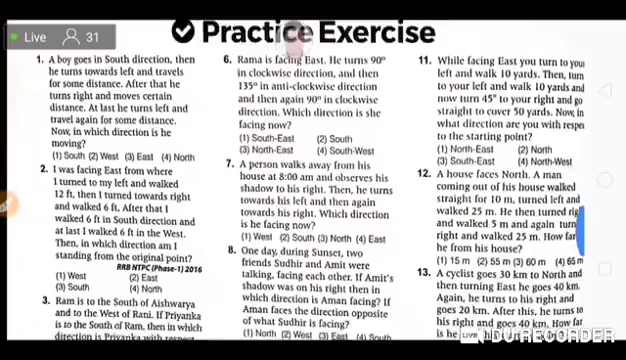 Live 31
Practice Exercise
1. A boy goes in South direction, then
he turns towards left and travels
for some distance. After that he
turns right and moves certain
distance. At last he turns left and
travel again for some distance.
Now, in which direction is he
moving?
(1) South (2) West (3) East (4) North
2. I was facing East from where
I turned to my left and walked
12 ft, then I turned towards right
and walked 6 ft. After that I
walked 6 ft in South direction and
at last I walked 6 ft in the West.
Then, in which direction am I
standing from the original point?
RRB NTPC (Phase-1) 2016
(1) West (2) East
(3) South (4) North
3. Ram is to the South of Aishwarya
and to the West of Rani. If Priyanka
is to the South of Ram, then in which
direction is Priyanka with respect
6. Rama is facing East. He turns 90°
in clockwise direction, and then
135° in anti-clockwise direction
and then again 90° in clockwise
direction. Which direction is she
facing now?
(1) South-East (2) South
(3) North-East (4) South-West
7. A person walks away from his
house at 8:00 am and observes his
shadow to his right. Then, he turns
towards his left and then again
towards his right. Which direction
is he facing now?
(1) West (2) South (3) North (4) East
8. One day, during Sunset, two
friends Sudhir and Amit were
talking, facing each other. If Amit's
shadow was on his right then in
which direction is Aman facing? If
Aman faces the direction opposite
of what Sudhir is facing?
(1) North (2) West (3) East (4) South
11. While facing East you turn to your
left and walk 10 yards. Then, turn
to your left and walk 10 yards and
now turn 45° to your right and go
straight to cover 50 yards. Now, in
what direction are you with respe
to the starting point?
(1) North-East (2) North
(3) South-East (4) North-West
12. A house faces North. A man
coming out of his house walked
straight for 10 m, turned left and
walked 25 m. He then turned rig
and walked 5 m and again turn
right and walked 25 m. How far
he from his house?
(1) 15 m (2) 55 m (3) 60 m (4) 65 m
13. A cyclist goes 30 km to North and
then turning East he goes 40 km.
Again, he turns to his right and
goes 20 km. After this, he turns to
his right and goes 40 km. How far
is he
Live DU RECORDER